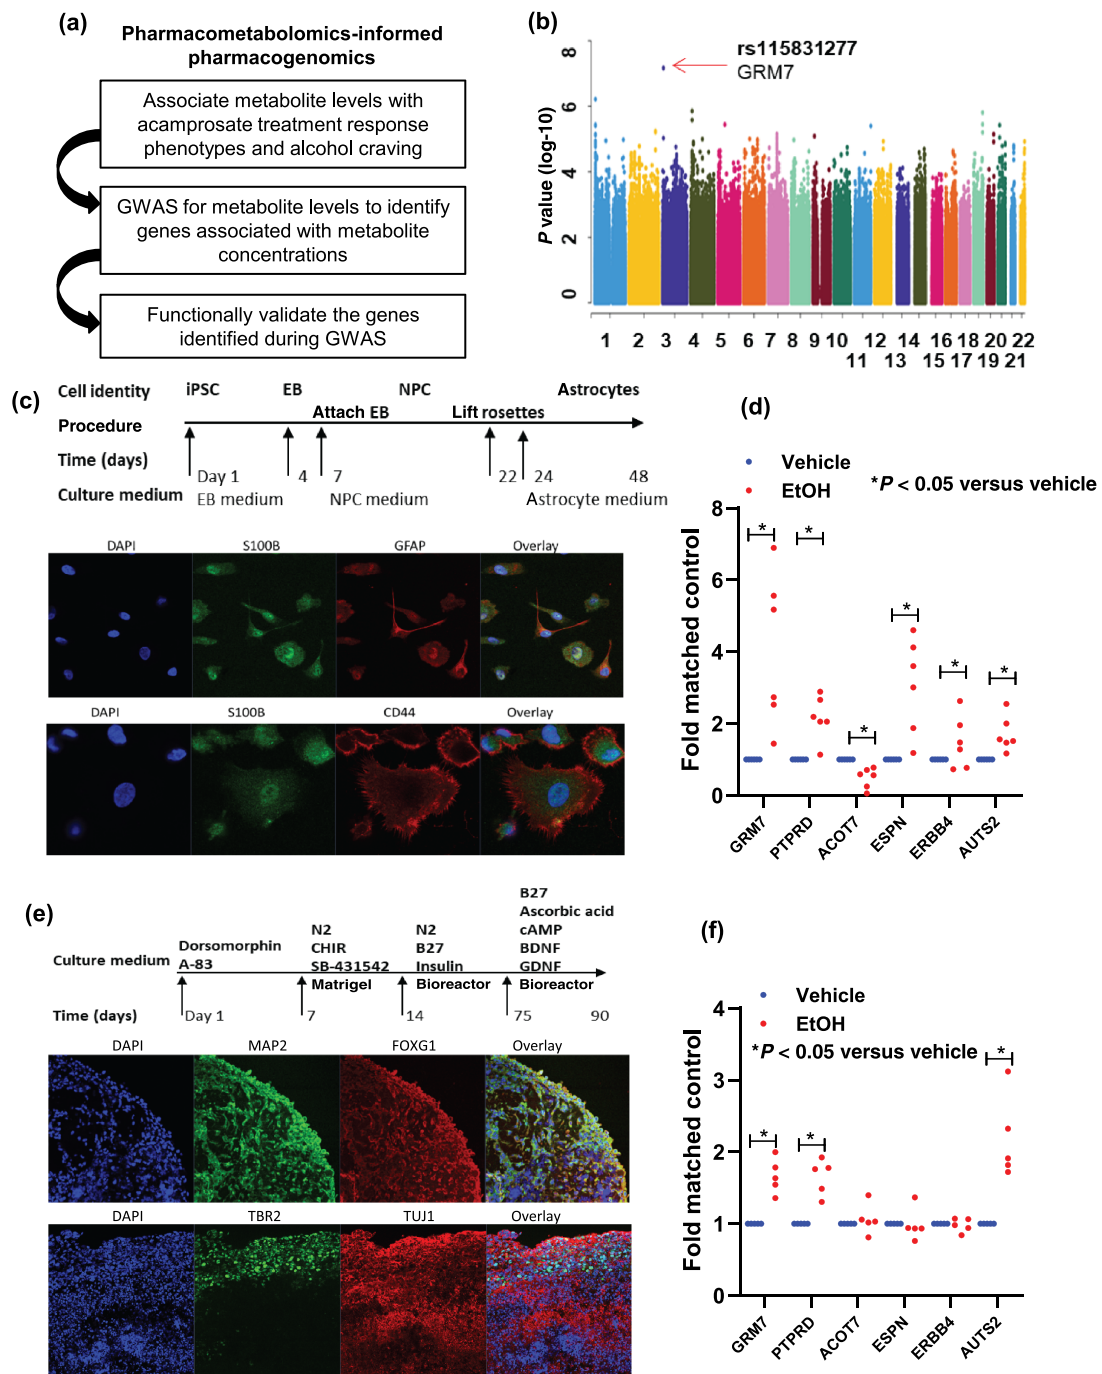 (a)
Pharmacometabolomics-informed
pharmacogenomics
Associate metabolite levels with
acamprosate treatment response
phenotypes and alcohol craving
GWAS for metabolite levels to identify
genes associated with metabolite
concentrations
Functionally validate the genes
identified during GWAS
(b)
rs115831277
GRM7
P value (log-10)
8
6
4
2
0
1 2 3 4 5 6 7 8 9 10 12 14 16 18 20 22
11 13 15 17 19 21
(c)
Cell identity iPSC EB NPC Astrocytes
Procedure Attach EB Lift rosettes
Time (days) Day 1 4 7 22 24 48
Culture medium EB medium NPC medium Astrocyte medium
DAPI S100B GFAP Overlay
DAPI S100B CD44 Overlay
(d)
Vehicle
EtOH
*P < 0.05 versus vehicle
Fold matched control
8
6
4
2
0
* * * * * *
GRM7 PTPRD ACOT7 ESPN ERBB4 AUTS2
(e)
Culture medium
Dorsomorphin
A-83
N2
CHIR
SB-431542
Matrigel
N2
B27
Insulin
Bioreactor
B27
Ascorbic acid
cAMP
BDNF
GDNF
Bioreactor
Time (days) Day 1 7 14 75 90
DAPI MAP2 FOXG1 Overlay
DAPI TBR2 TUJ1 Overlay
(f)
Vehicle
EtOH
*P < 0.05 versus vehicle
Fold matched control
4
3
2
1
0
* * *
GRM7 PTPRD ACOT7 ESPN ERBB4 AUTS2